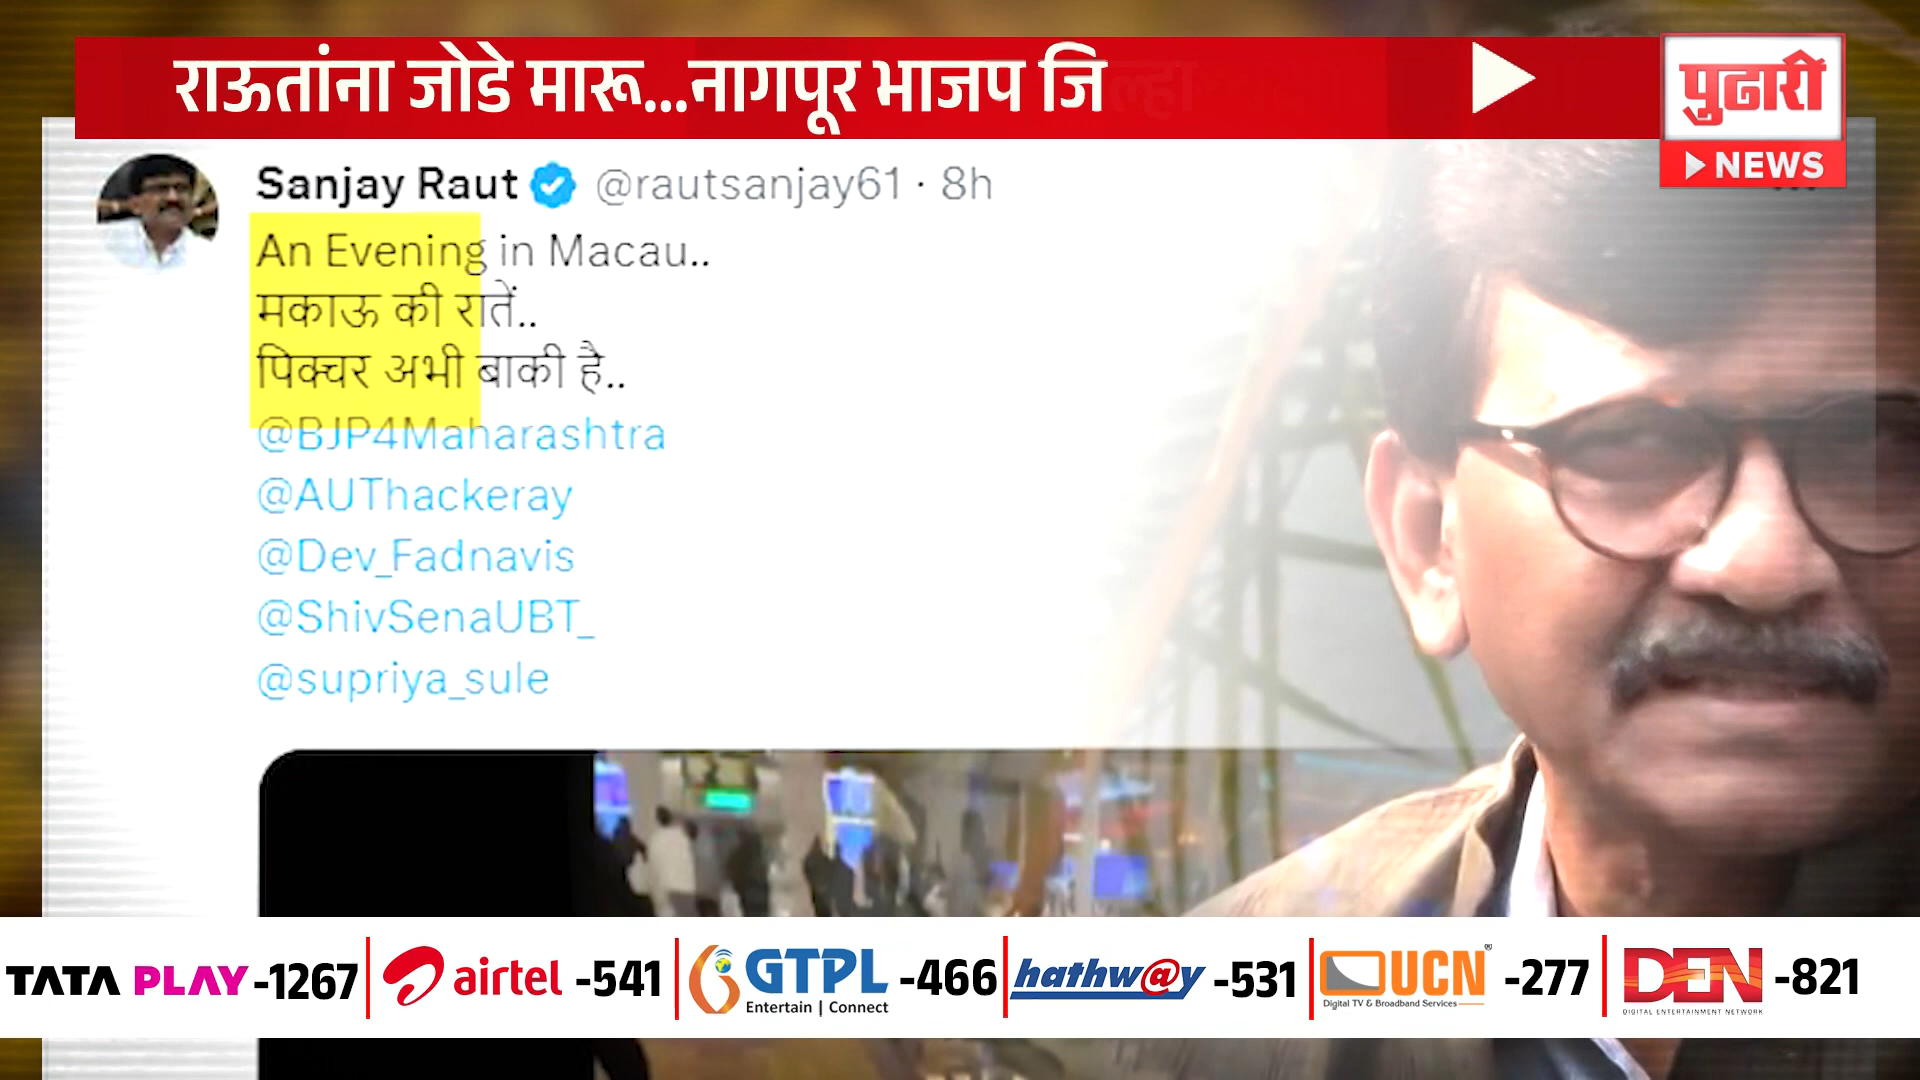 राऊतांना जोडे मारू...नागपूर भाजप जि
पुढारी
NEWS
Sanjay Raut @rautsanjay61 · 8h
An Evening in Macau..
मकाऊ की रातें..
पिक्चर अभी बाकी है..
@BJP4Maharashtra
@AUThackeray
@Dev_Fadnavis
@ShivSenaUBT_
@supriya_sule
TATA PLAY -1267
airtel -541
GTPL -466
Entertain | Connect
hathw@y -531
UCN -277
Digital TV & Broadband Services
DEN -821
DIGITAL ENTERTAINMENT NETWORK